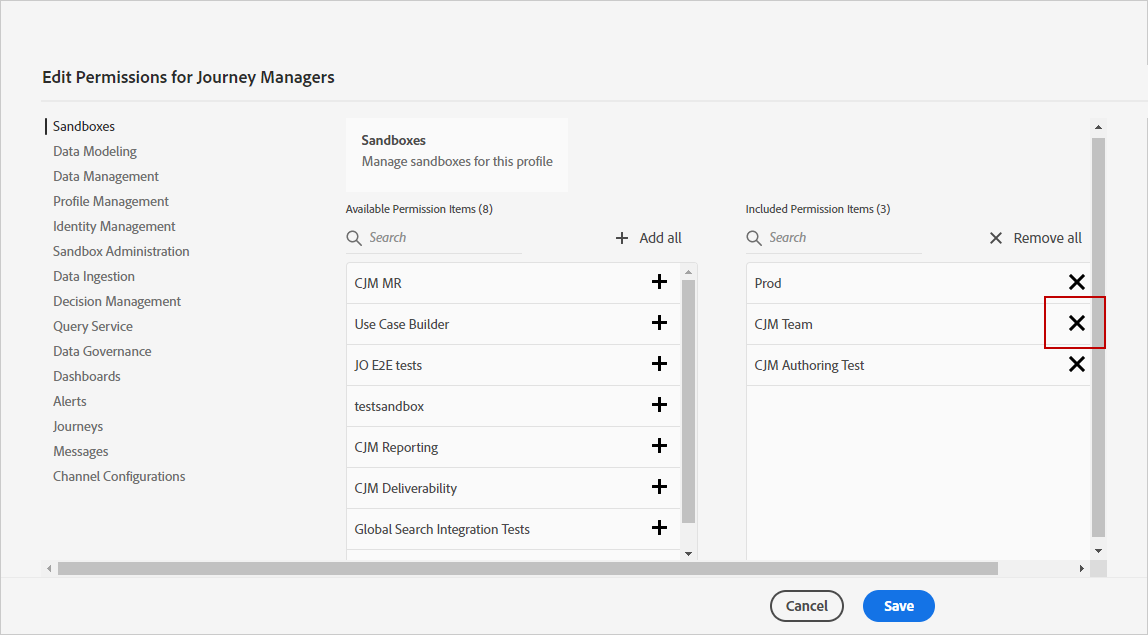 Edit Permissions for Journey Managers
Sandboxes
Data Modeling
Data Management
Profile Management
Identity Management
Sandbox Administration
Data Ingestion
Decision Management
Query Service
Data Governance
Dashboards
Alerts
Journeys
Messages
Channel Configurations
Sandboxes
Manage sandboxes for this profile
Available Permission Items (8)
Search
Add all
CJM MR
Use Case Builder
JO E2E tests
testsandbox
CJM Reporting
CJM Deliverability
Global Search Integration Tests
Included Permission Items (3)
Search
Remove all
Prod
CJM Team
CJM Authoring Test
Cancel
Save